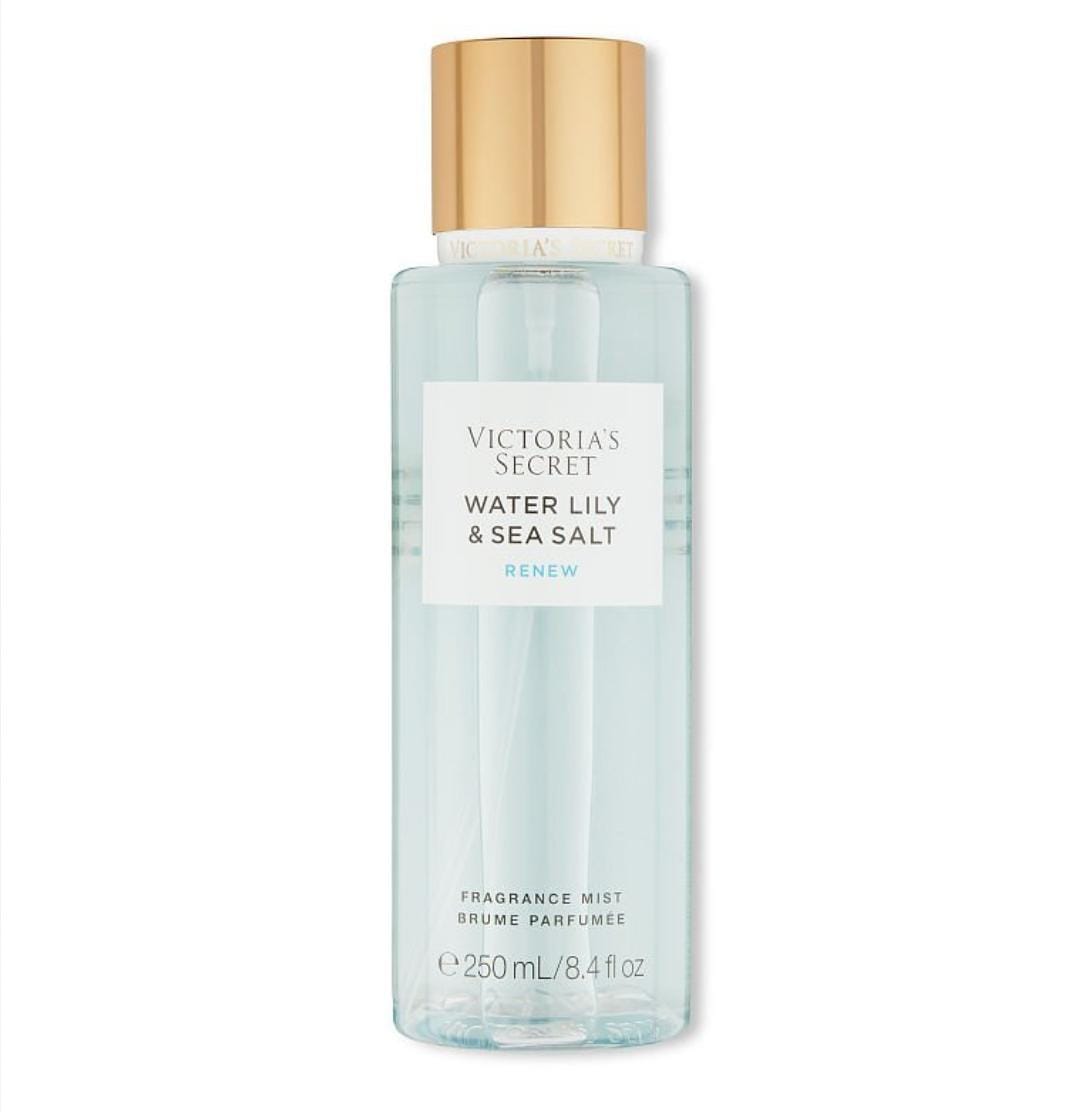 VICTORIA'S SECRET
VICTORIA'S
SECRET
WATER LILY
& SEA SALT
RENEW
FRAGRANCE MIST
BRUME PARFUMÉE
℮ 250 mL/8.4 fl oz